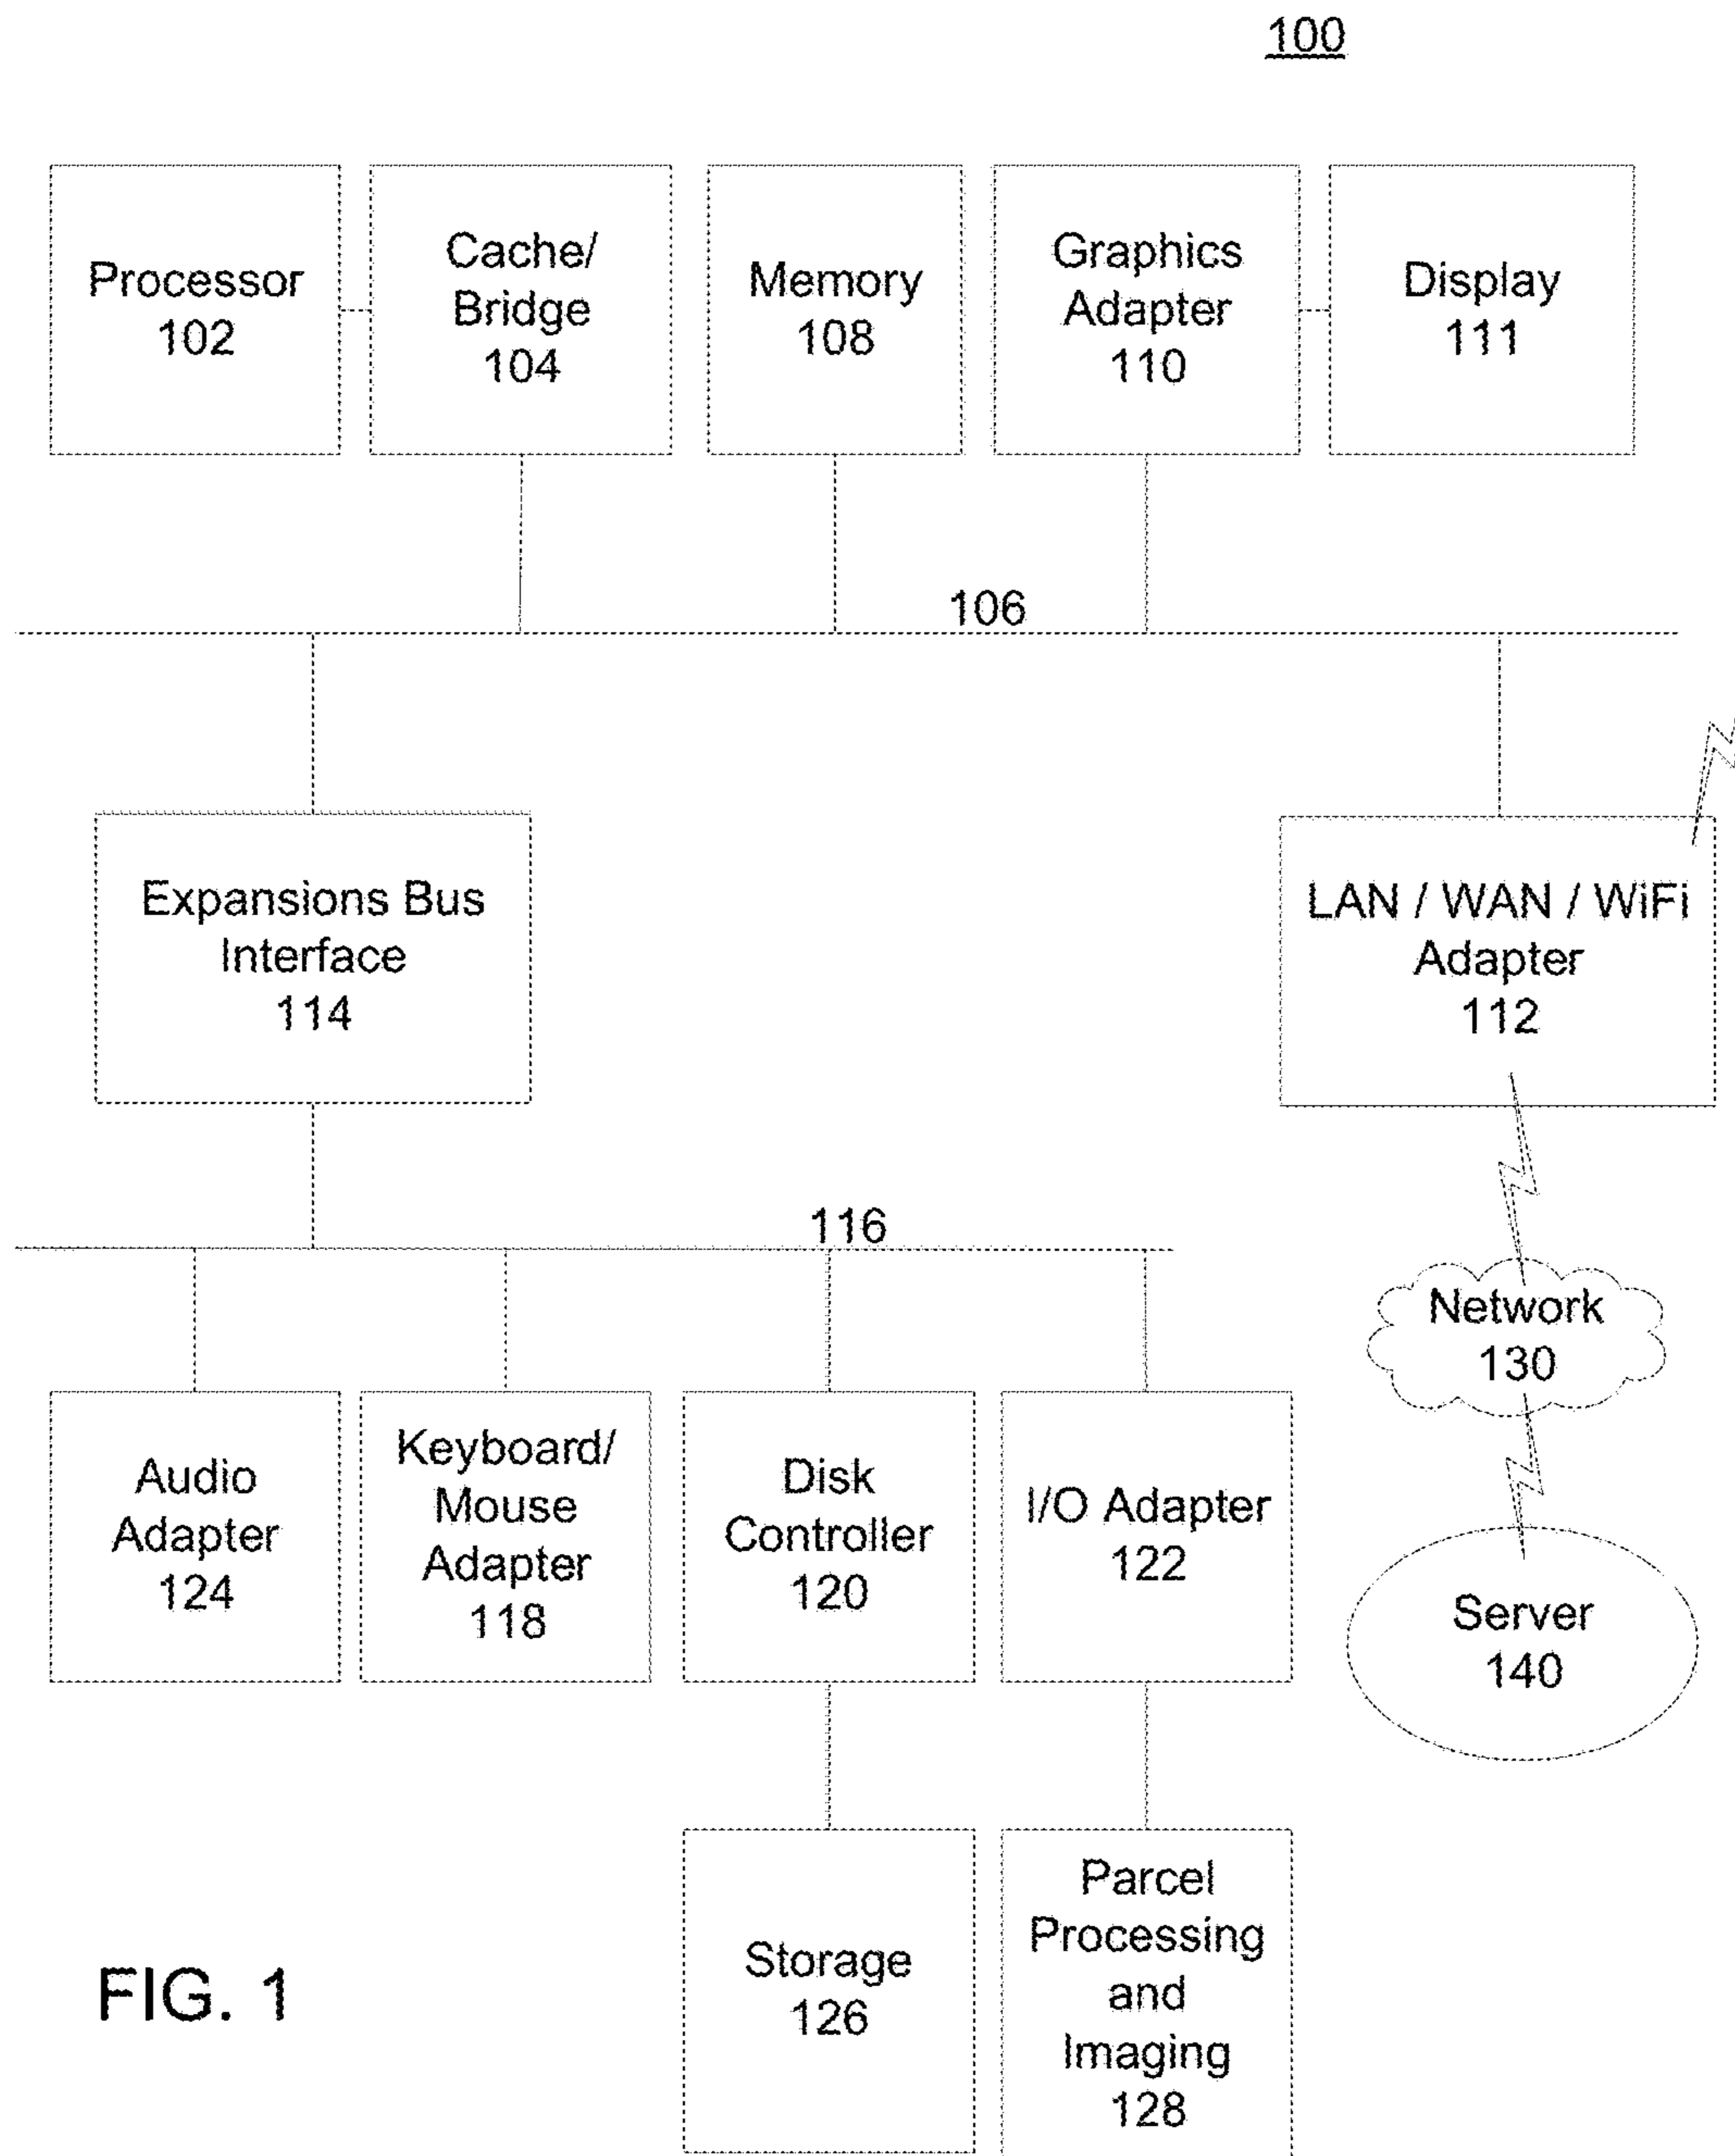 100
Processor
102
Cache/
Bridge
104
Memory
108
Graphics
Adapter
110
Display
111
106
Expansions Bus
Interface
114
LAN / WAN / WiFi
Adapter
112
116
Network
130
Audio
Adapter
124
Keyboard/
Mouse
Adapter
118
Disk
Controller
120
I/O Adapter
122
Server
140
Storage
126
Parcel
Processing
and
Imaging
128
FIG. 1